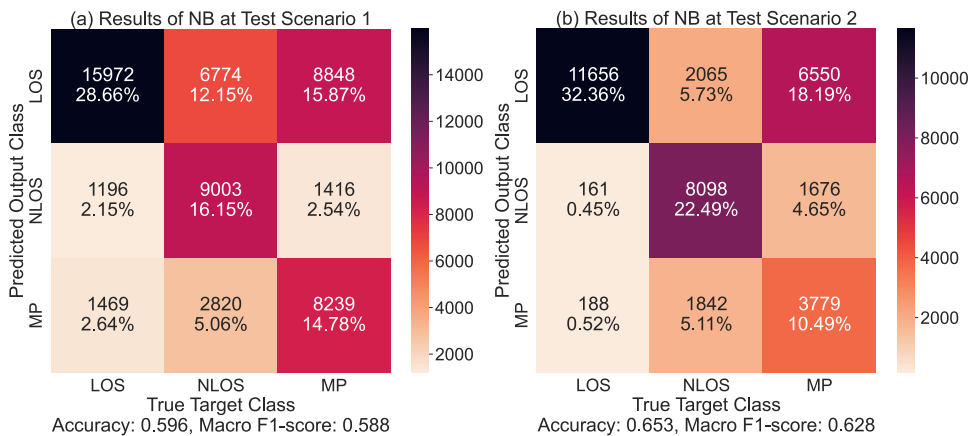 (a) Results of NB at Test Scenario 1
Predicted Output Class
LOS
NLOS
MP
15972 6774 8848
28.66% 12.15% 15.87%
1196 9003 1416
2.15% 16.15% 2.54%
1469 2820 8239
2.64% 5.06% 14.78%
LOS NLOS MP
True Target Class
Accuracy: 0.596, Macro F1-score: 0.588
14000
12000
10000
8000
6000
4000
2000
(b) Results of NB at Test Scenario 2
Predicted Output Class
LOS
NLOS
MP
11656 2065 6550
32.36% 5.73% 18.19%
161 8098 1676
0.45% 22.49% 4.65%
188 1842 3779
0.52% 5.11% 10.49%
LOS NLOS MP
True Target Class
Accuracy: 0.653, Macro F1-score: 0.628
10000
8000
6000
4000
2000